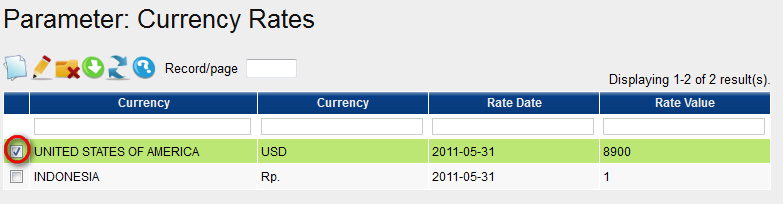 Parameter: Currency Rates
Record/page
Displaying 1-2 of 2 result(s).
Currency Currency Rate Date Rate Value
UNITED STATES OF AMERICA USD 2011-05-31 8900
INDONESIA Rp. 2011-05-31 1